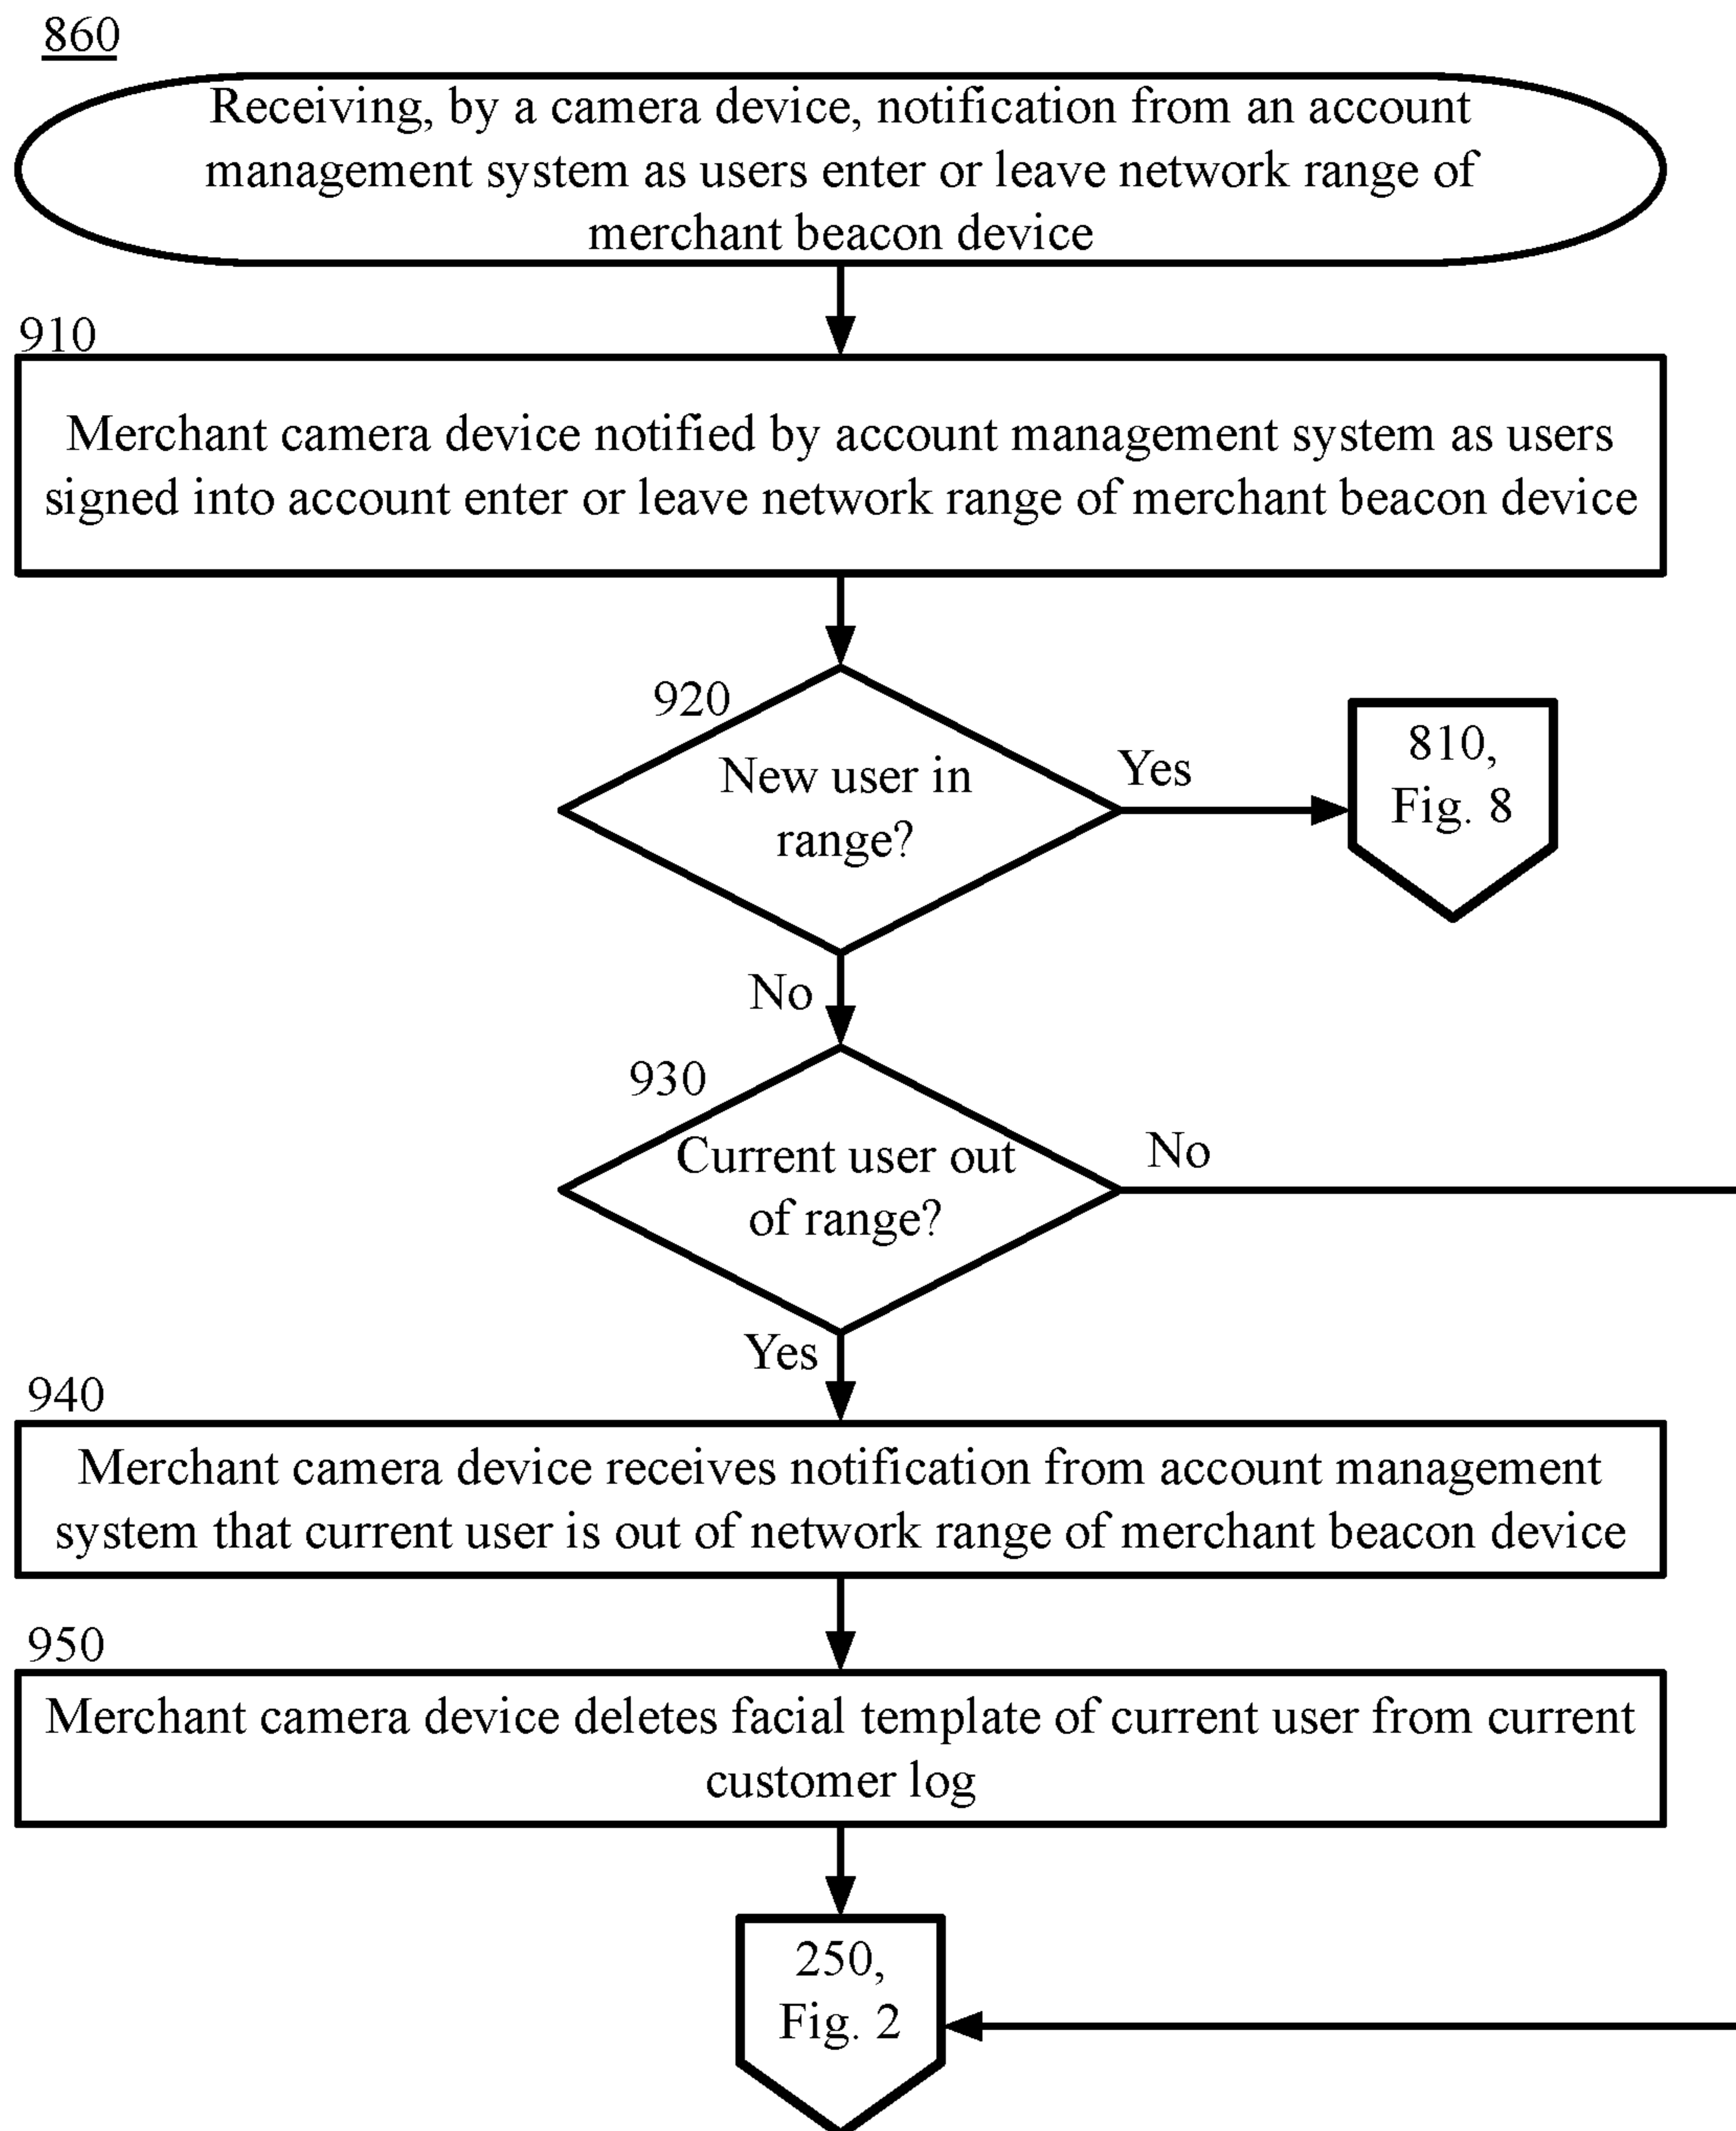 860
Receiving, by a camera device, notification from an account
management system as users enter or leave network range of
merchant beacon device
910
Merchant camera device notified by account management system as users
signed into account enter or leave network range of merchant beacon device
920
New user in
range?
Yes
810,
Fig. 8
No
930
Current user out
of range?
No
Yes
940
Merchant camera device receives notification from account management
system that current user is out of network range of merchant beacon device
950
Merchant camera device deletes facial template of current user from current
customer log
250,
Fig. 2